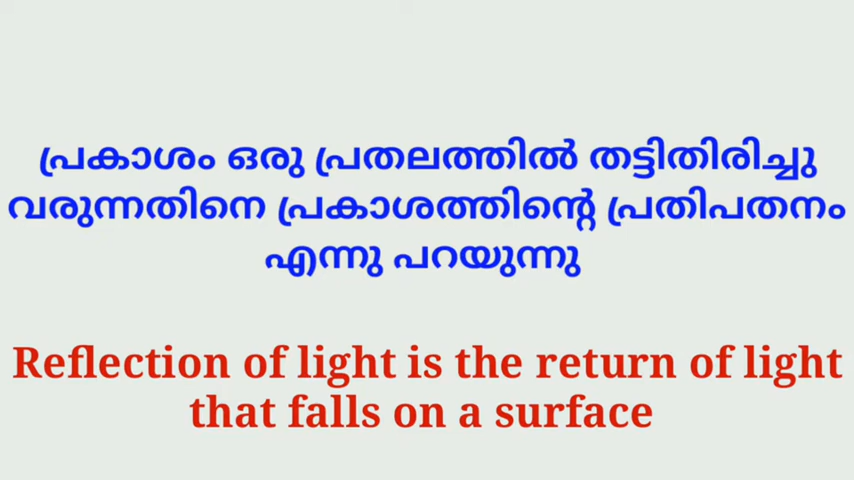 പ്രകാശം ഒരു പ്രതലത്തിൽ തട്ടിതിരിച്ചു
വരുന്നതിനെ പ്രകാശത്തിന്റെ പ്രതിപതനം
എന്നു പറയുന്നു
Reflection of light is the return of light
that falls on a surface